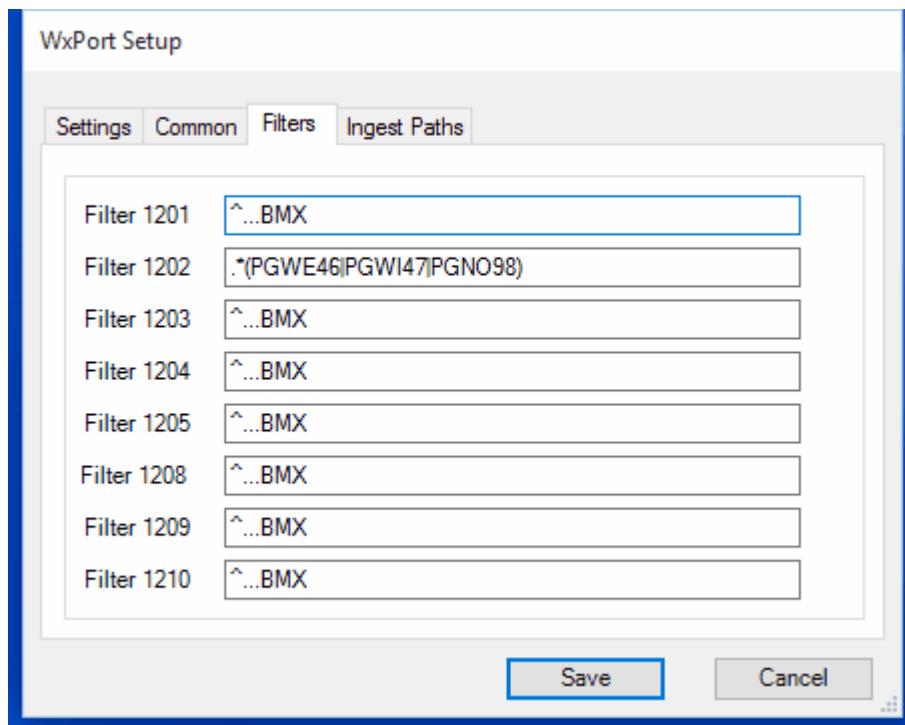 WxPort Setup
Settings Common Filters Ingest Paths
Filter 1201 ^...BMX
Filter 1202 .*(PGWE46|PGWI47|PGNO98)
Filter 1203 ^...BMX
Filter 1204 ^...BMX
Filter 1205 ^...BMX
Filter 1208 ^...BMX
Filter 1209 ^...BMX
Filter 1210 ^...BMX
Save Cancel